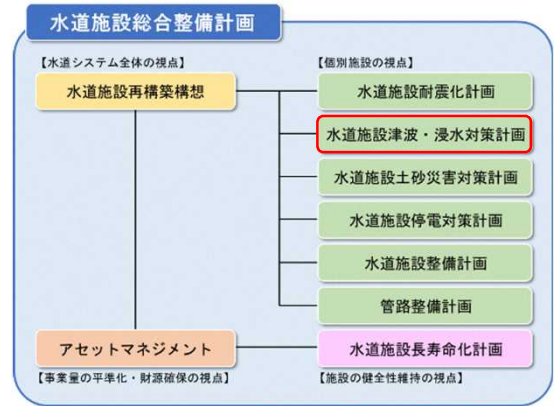 水道施設総合整備計画
【水道システム全体の視点】
【個別施設の視点】
水道施設再構築構想
水道施設耐震化計画
水道施設津波・浸水対策計画
水道施設土砂災害対策計画
水道施設停電対策計画
水道施設整備計画
管路整備計画
アセットマネジメント
水道施設長寿命化計画
【事業量の平準化・財源確保の視点】
【施設の健全性維持の視点】